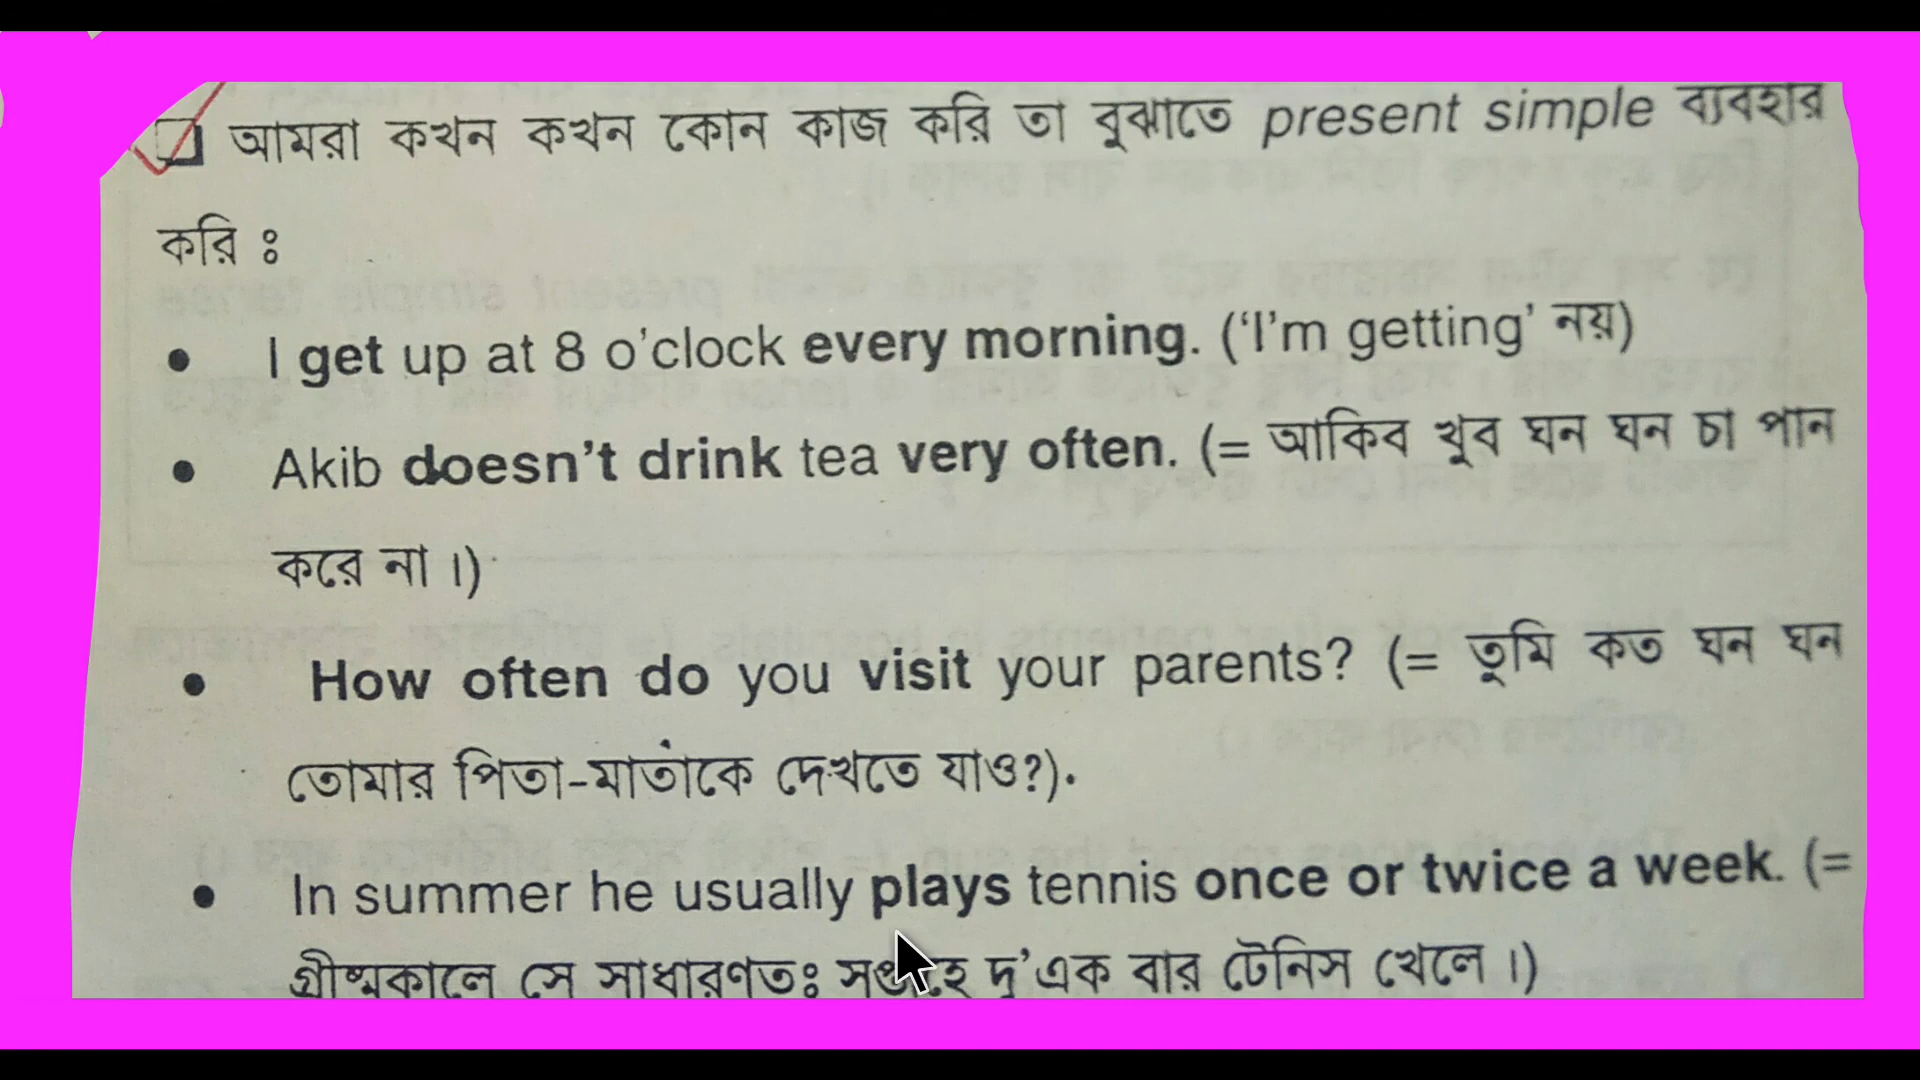 আমরা কখন কখন কোন কাজ করি তা বুঝাতে present simple ব্যবহার
করি ঃ
• I get up at 8 o'clock every morning. ('I'm getting' নয়)
• Akib doesn't drink tea very often. (= আকিব খুব ঘন ঘন চা পান
করে না।)
• How often do you visit your parents? (= তুমি কত ঘন ঘন
তোমার পিতা-মাতাকে দেখতে যাও?).
• In summer he usually plays tennis once or twice a week. (=
গ্রীষ্মকালে সে সাধারণতঃ সপ্তাহে দু'এক বার টেনিস খেলে।)